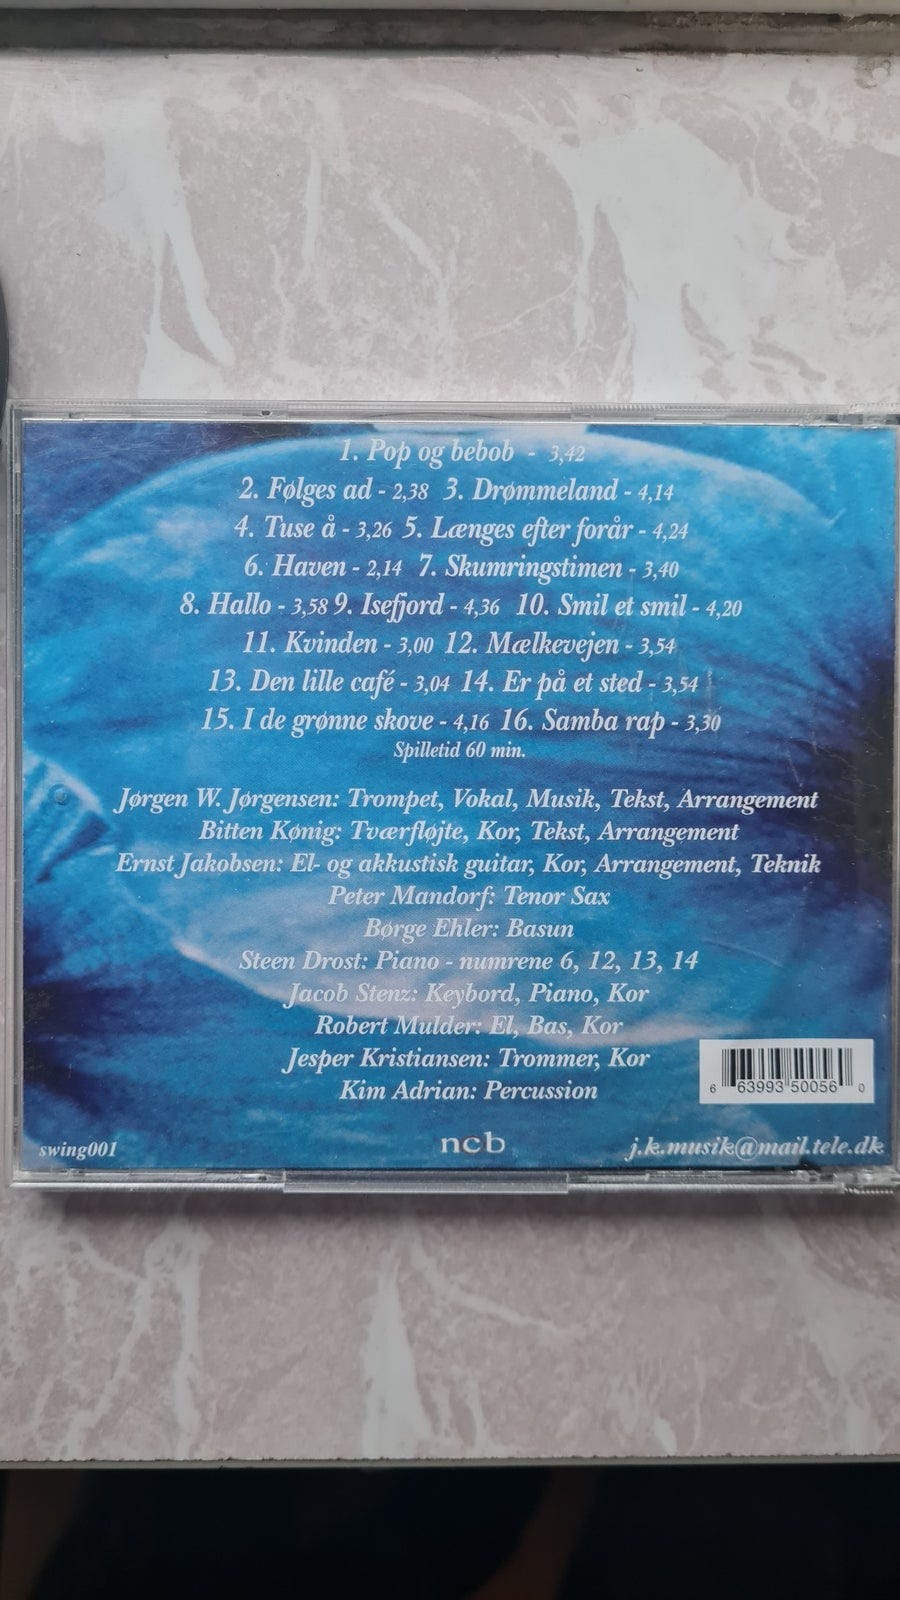 1. Pop og bebob - 3,42
2. Følges ad - 2,38 3. Drømmeland - 4,14
4. Tuse å - 3,26 5. Længes efter forår - 4,24
6. Haven - 2,14 7. Skumringstimen - 3,40
8. Hallo - 3,58 9. Isefjord - 4,36 10. Smil et smil - 4,20
11. Kvinden - 3,00 12. Mælkevejen - 3,54
13. Den lille café - 3,04 14. Er på et sted - 3,54
15. I de grønne skove - 4,16 16. Samba rap - 3,30
Spilletid 60 min.
Jørgen W. Jørgensen: Trompet, Vokal, Musik, Tekst, Arrangement
Bitten Kønig: Tværfløjte, Kor, Tekst, Arrangement
Ernst Jakobsen: El- og akkustisk guitar, Kor, Arrangement, Teknik
Peter Mandorf: Tenor Sax
Børge Ehler: Basun
Steen Drost: Piano - numrene 6, 12, 13, 14
Jacob Stenz: Keybord, Piano, Kor
Robert Mulder: El, Bas, Kor
Jesper Kristiansen: Trommer, Kor
Kim Adrian: Percussion
6 63993 50056 0
swing001 ncb j.k.musik@mail.tele.dk